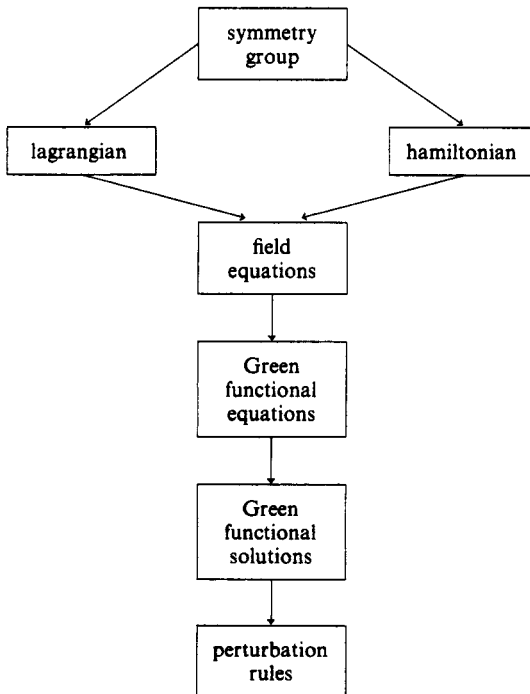 symmetry
group
lagrangian
hamiltonian
field
equations
Green
functional
equations
Green
functional
solutions
perturbation
rules